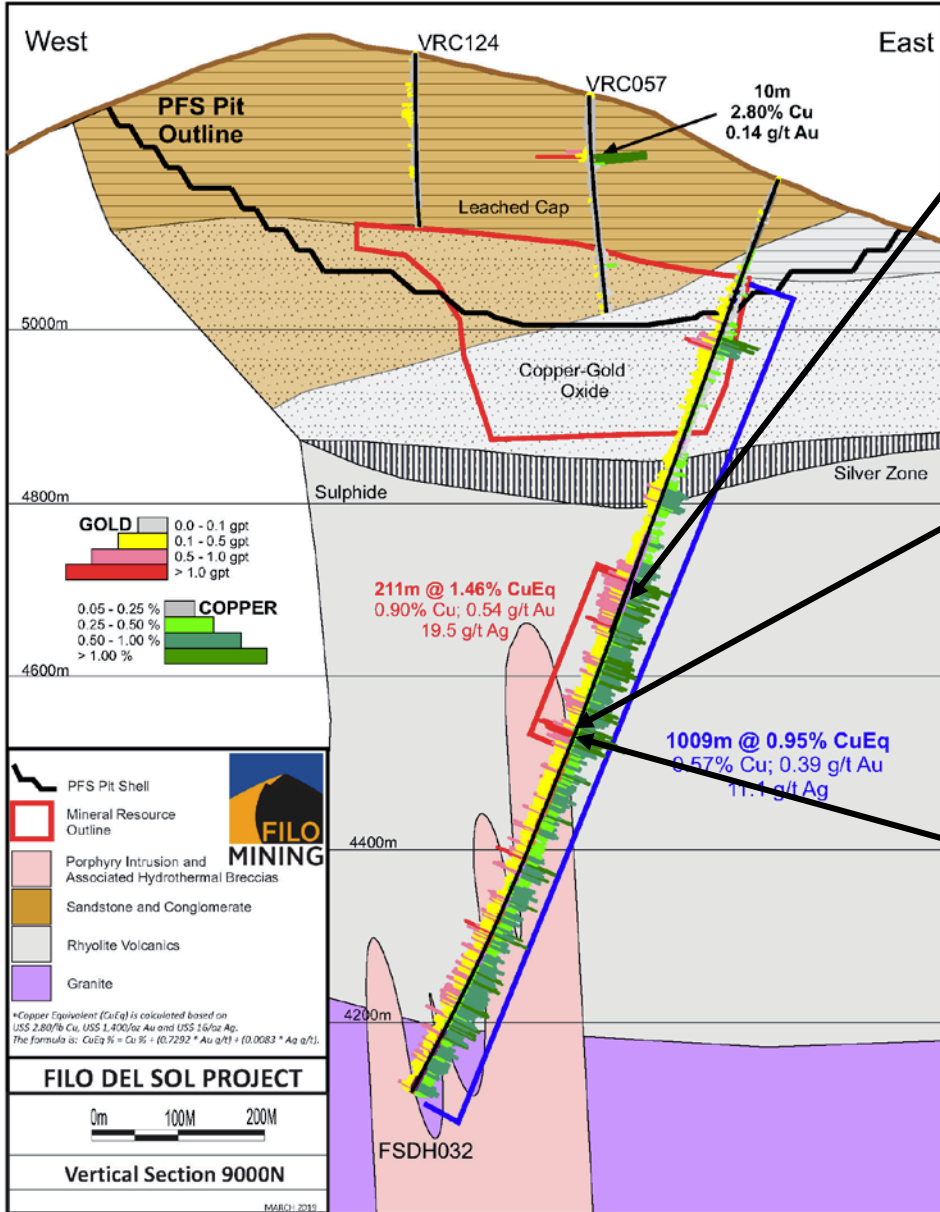 West
East
VRC124
VRC057
10m
2.80% Cu
0.14 g/t Au
PFS Pit
Outline
Leached Cap
5000m
Copper-Gold
Oxide
Silver Zone
Sulphide
4800m
GOLD
0.0 - 0.1 gpt
0.1 - 0.5 gpt
0.5 - 1.0 gpt
> 1.0 gpt
0.05 - 0.25 %
COPPER
0.25 - 0.50 %
0.50 - 1.00 %
> 1.00 %
211m @ 1.46% CuEq
0.90% Cu; 0.54 g/t Au
19.5 g/t Ag
4600m
1009m @ 0.95% CuEq
0.57% Cu; 0.39 g/t Au
11.1 g/t Ag
4400m
4200m
PFS Pit Shell
Mineral Resource
Outline
FILO
MINING
Porphyry Intrusion and
Associated Hydrothermal Breccias
Sandstone and Conglomerate
Rhyolite Volcanics
Granite
*Copper Equivalent (CuEq) is calculated based on
US$ 2.80/lb Cu, US$ 1,400/oz Au and US$ 16/oz Ag.
The formula is: CuEq % = Cu % + (0.7292 * Au g/t) + (0.0083 * Ag g/t).
FILO DEL SOL PROJECT
0m 100M 200M
Vertical Section 9000N
MARCH 2019
FSDH032